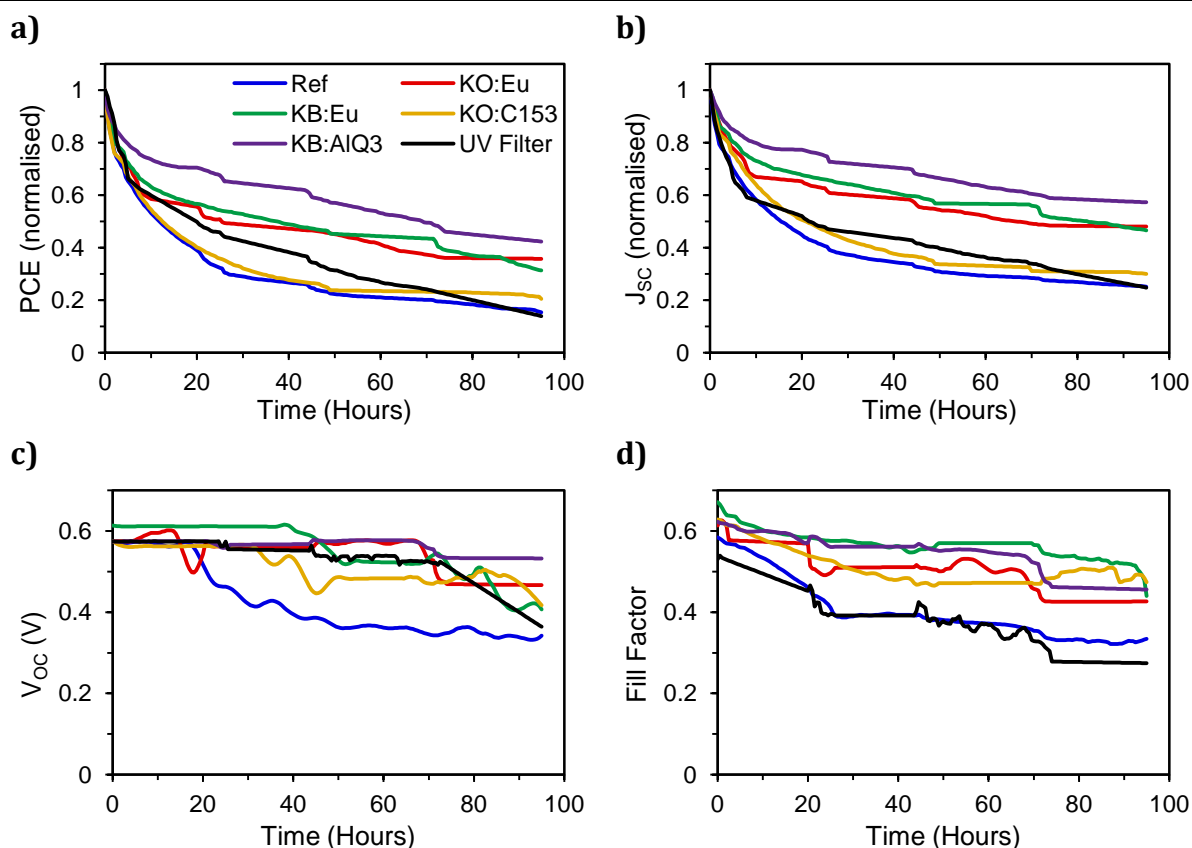 a)
PCE (normalised)
1
0.8
0.6
0.4
0.2
0
0 20 40 60 80 100
Time (Hours)
Ref KO:Eu
KB:Eu KO:C153
KB:AlQ3 UV Filter
b)
JSC (normalised)
1
0.8
0.6
0.4
0.2
0
0 20 40 60 80 100
Time (Hours)
c)
VOC (V)
0.6
0.4
0.2
0
0 20 40 60 80 100
Time (Hours)
d)
Fill Factor
0.6
0.4
0.2
0
0 20 40 60 80 100
Time (Hours)